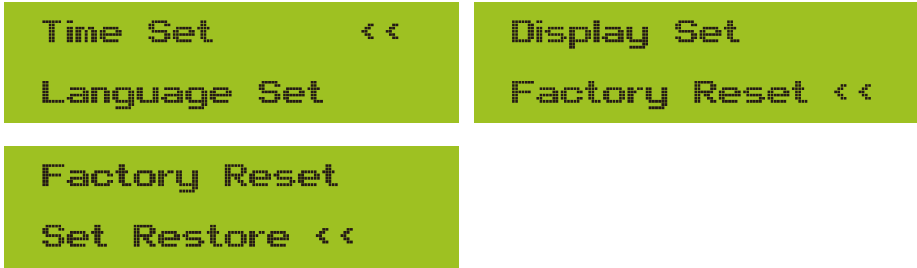 Time Set <<
Language Set
Display Set
Factory Reset <<
Factory Reset
Set Restore <<